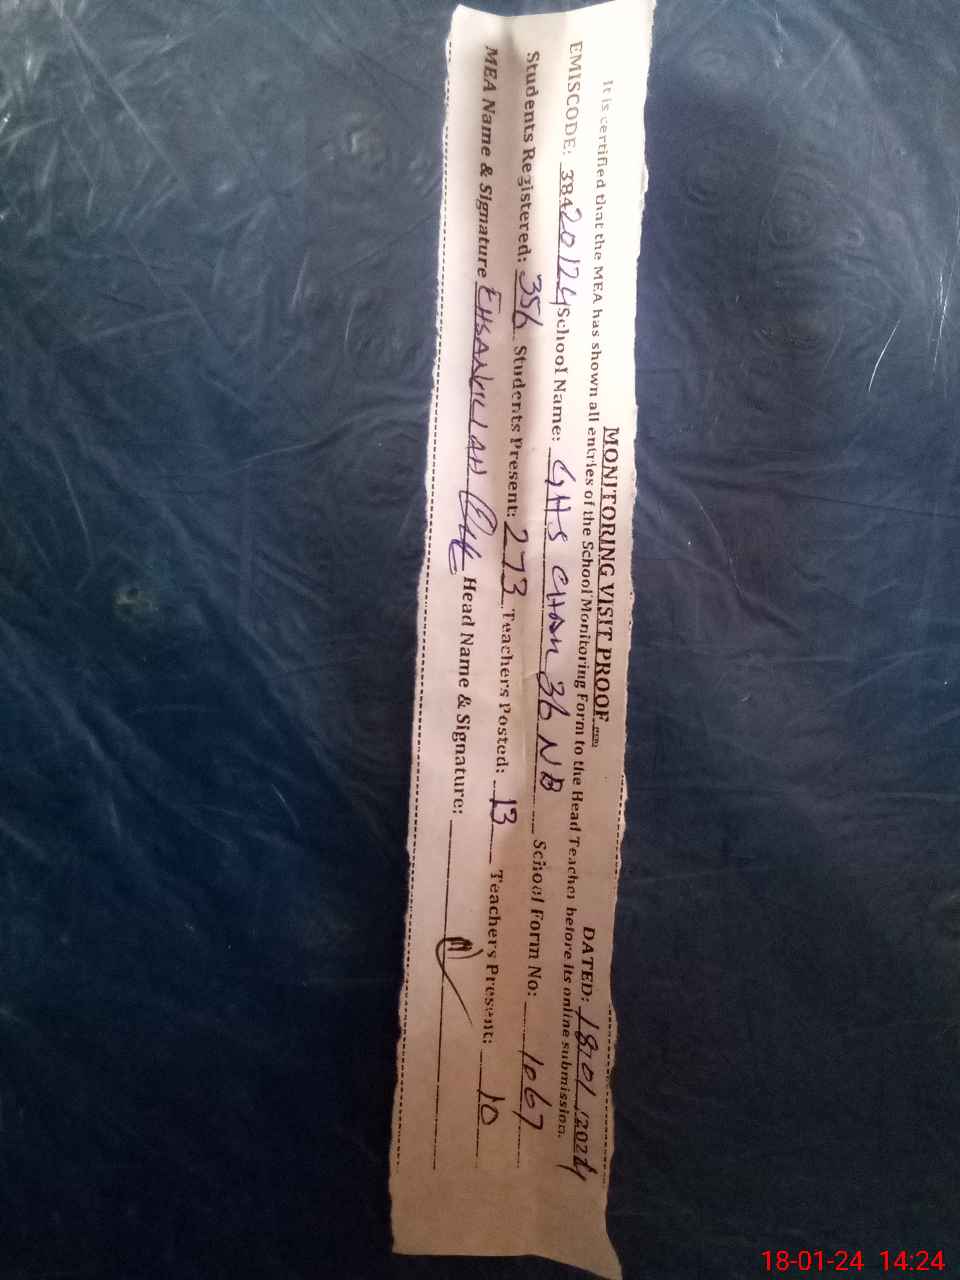 MONITORING VISIT PROOF
DATED: 18/01/2024
It is certified that the MEA has shown all entries of the School Monitoring Form to the Head Teacher before its online submission.
EMISCODE: 38420124 School Name: GHS CHAK 36 NB School Form No: 1067
Students Registered: 356 Students Present: 273 Teachers Posted: 13 Teachers Present: 10
MEA Name & Signature EHSANULLAH Head Name & Signature:
18-01-24 14:24